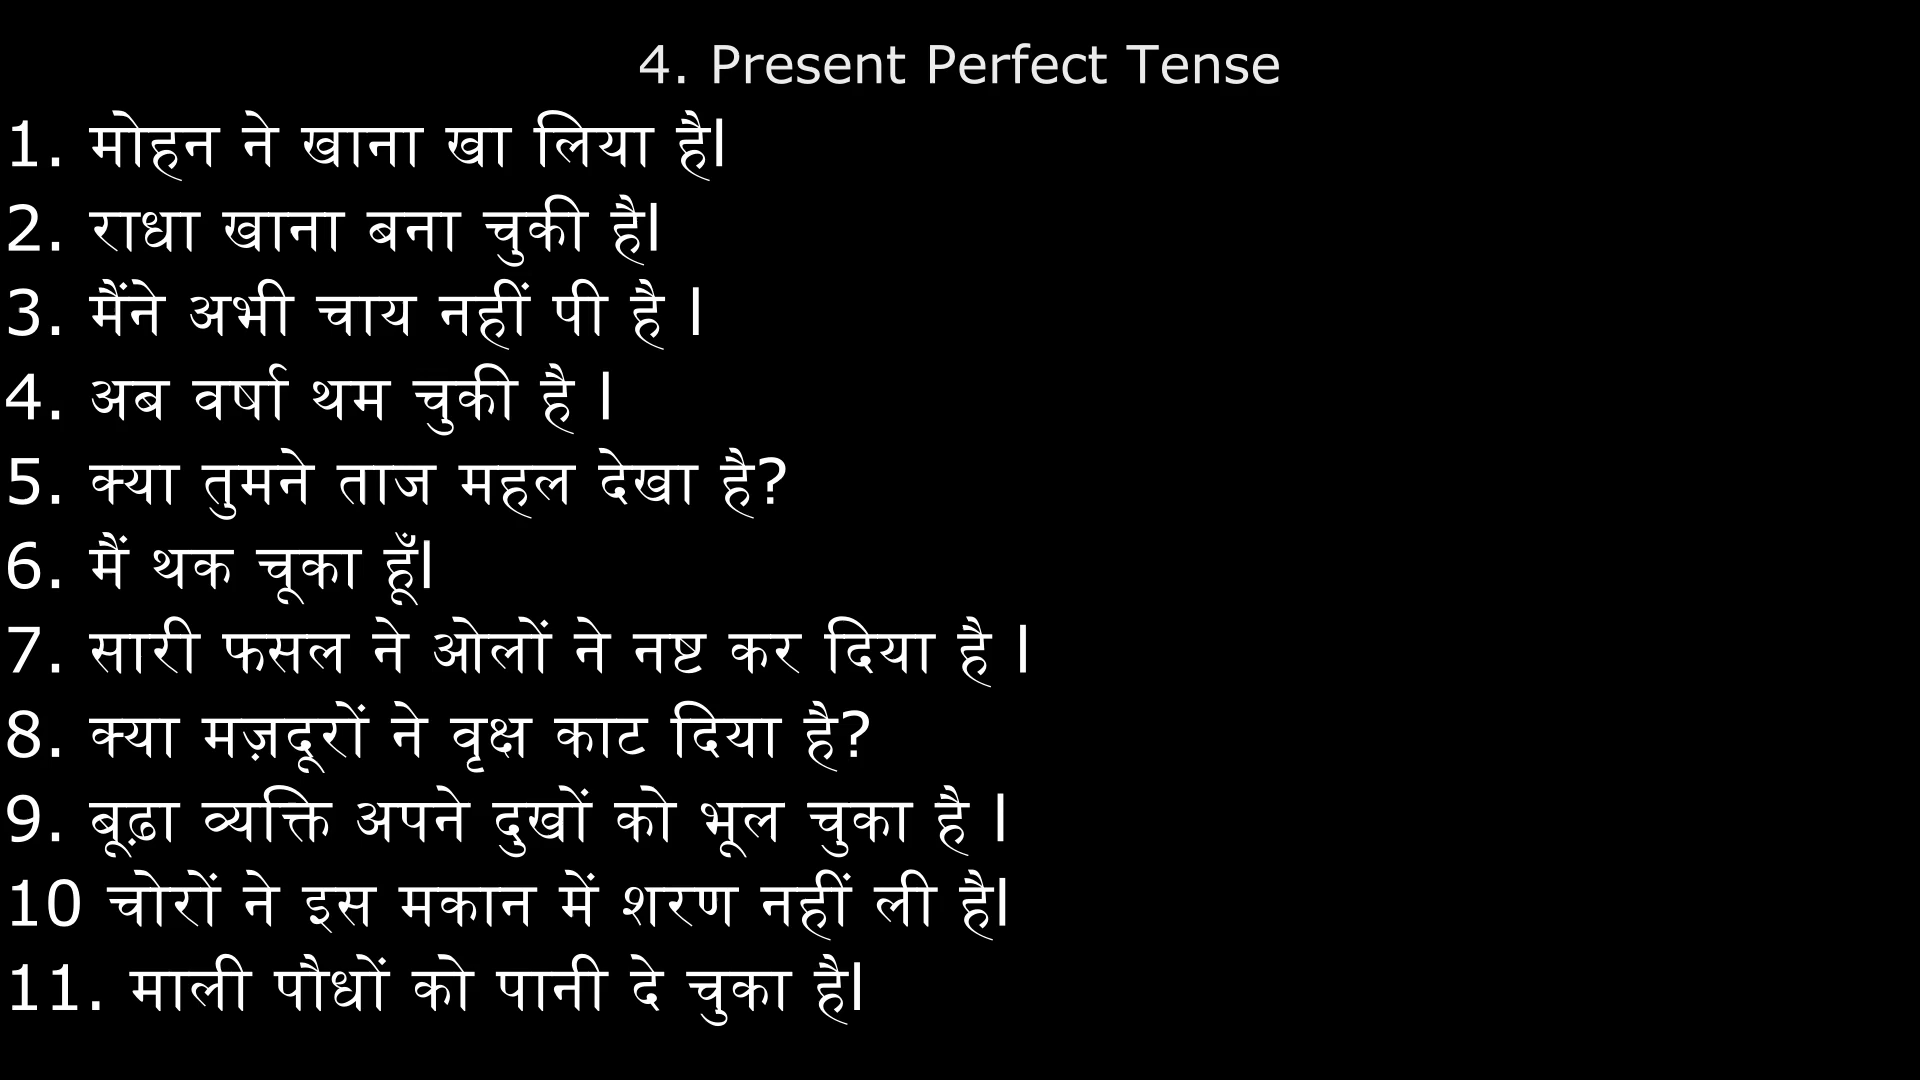 4. Present Perfect Tense
1. मोहन ने खाना खा लिया है।
2. राधा खाना बना चुकी है।
3. मैंने अभी चाय नहीं पी है ।
4. अब वर्षा थम चुकी है ।
5. क्या तुमने ताज महल देखा है?
6. मैं थक चूका हूँ।
7. सारी फसल ने ओलों ने नष्ट कर दिया है ।
8. क्या मज़दूरों ने वृक्ष काट दिया है?
9. बूढ़ा व्यक्ति अपने दुखों को भूल चुका है ।
10 चोरों ने इस मकान में शरण नहीं ली है।
11. माली पौधों को पानी दे चुका है।